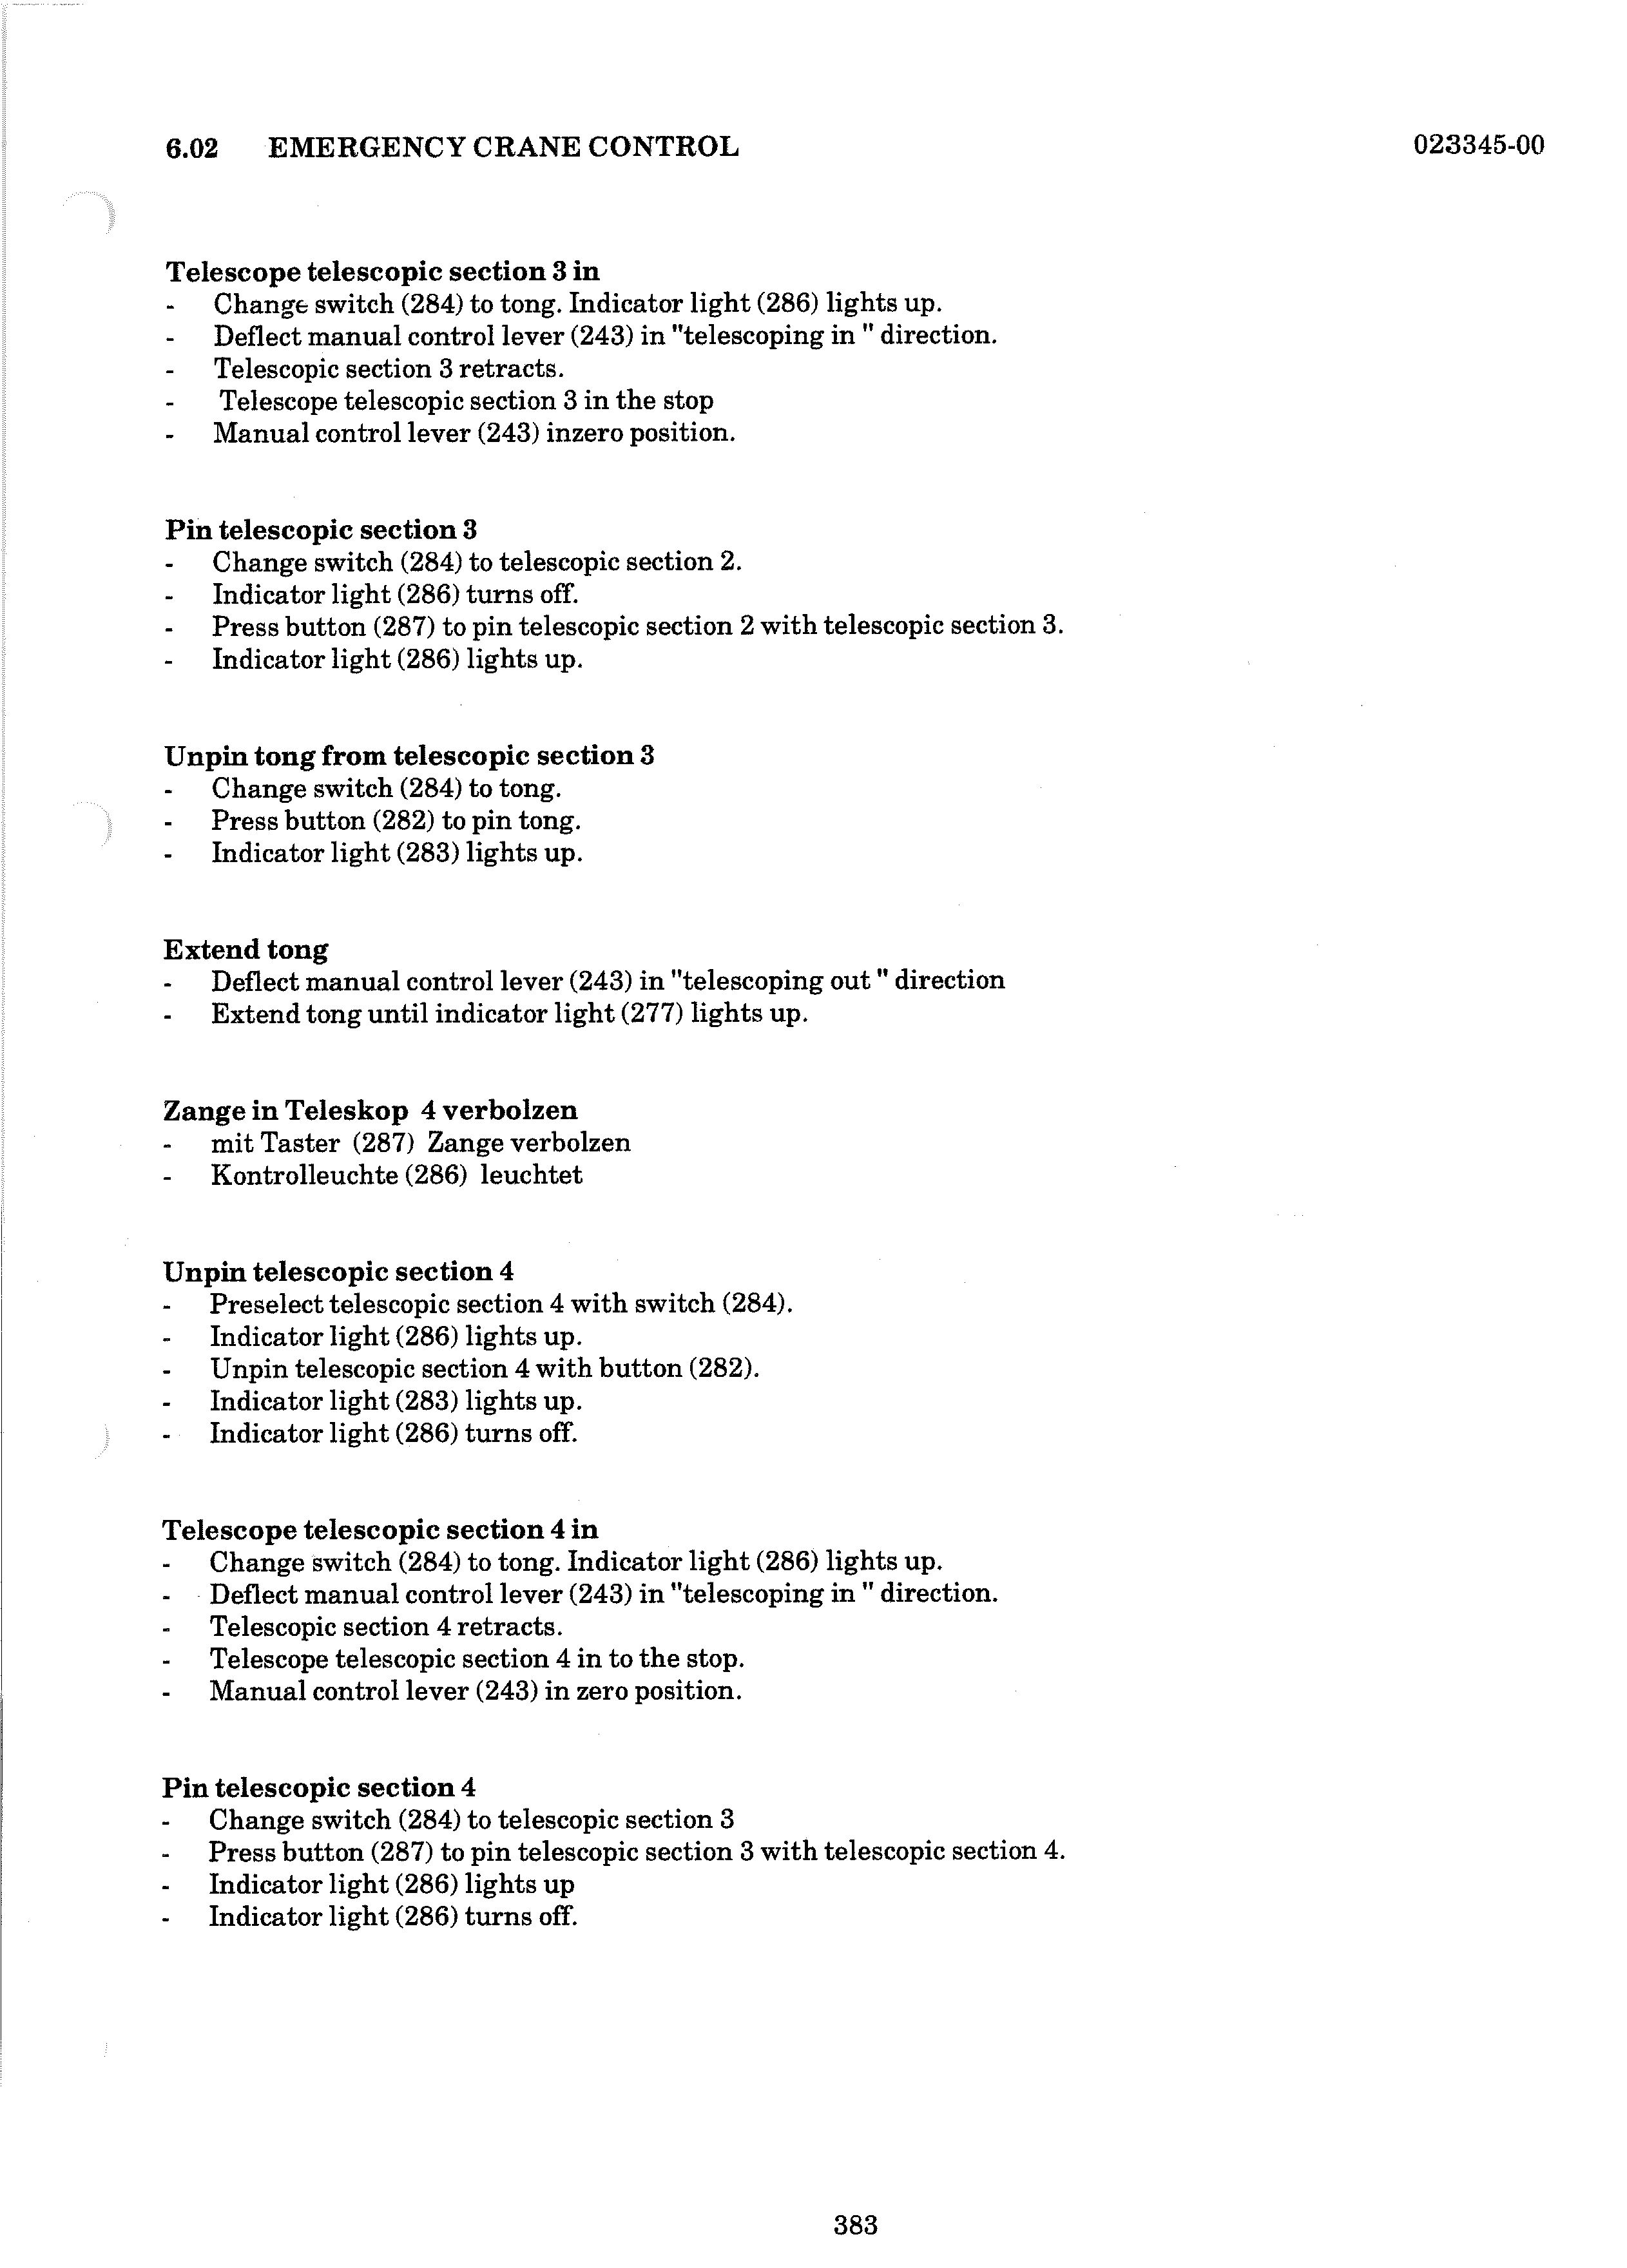 6.02 EMERGENCY CRANE CONTROL 023345-00
Telescope telescopic section 3 in
- Change switch (284) to tong. Indicator light (286) lights up.
- Deflect manual control lever (243) in "telescoping in " direction.
- Telescopic section 3 retracts.
- Telescope telescopic section 3 in the stop
- Manual control lever (243) inzero position.
Pin telescopic section 3
- Change switch (284) to telescopic section 2.
- Indicator light (286) turns off.
- Press button (287) to pin telescopic section 2 with telescopic section 3.
- Indicator light (286) lights up.
Unpin tong from telescopic section 3
- Change switch (284) to tong.
- Press button (282) to pin tong.
- Indicator light (283) lights up.
Extend tong
- Deflect manual control lever (243) in "telescoping out " direction
- Extend tong until indicator light (277) lights up.
Zange in Teleskop 4 verbolzen
- mit Taster (287) Zange verbolzen
- Kontrolleuchte (286) leuchtet
Unpin telescopic section 4
- Preselect telescopic section 4 with switch (284).
- Indicator light (286) lights up.
- Unpin telescopic section 4 with button (282).
- Indicator light (283) lights up.
- Indicator light (286) turns off.
Telescope telescopic section 4 in
- Change switch (284) to tong. Indicator light (286) lights up.
- Deflect manual control lever (243) in "telescoping in " direction.
- Telescopic section 4 retracts.
- Telescope telescopic section 4 in to the stop.
- Manual control lever (243) in zero position.
Pin telescopic section 4
- Change switch (284) to telescopic section 3
- Press button (287) to pin telescopic section 3 with telescopic section 4.
- Indicator light (286) lights up
- Indicator light (286) turns off.
383